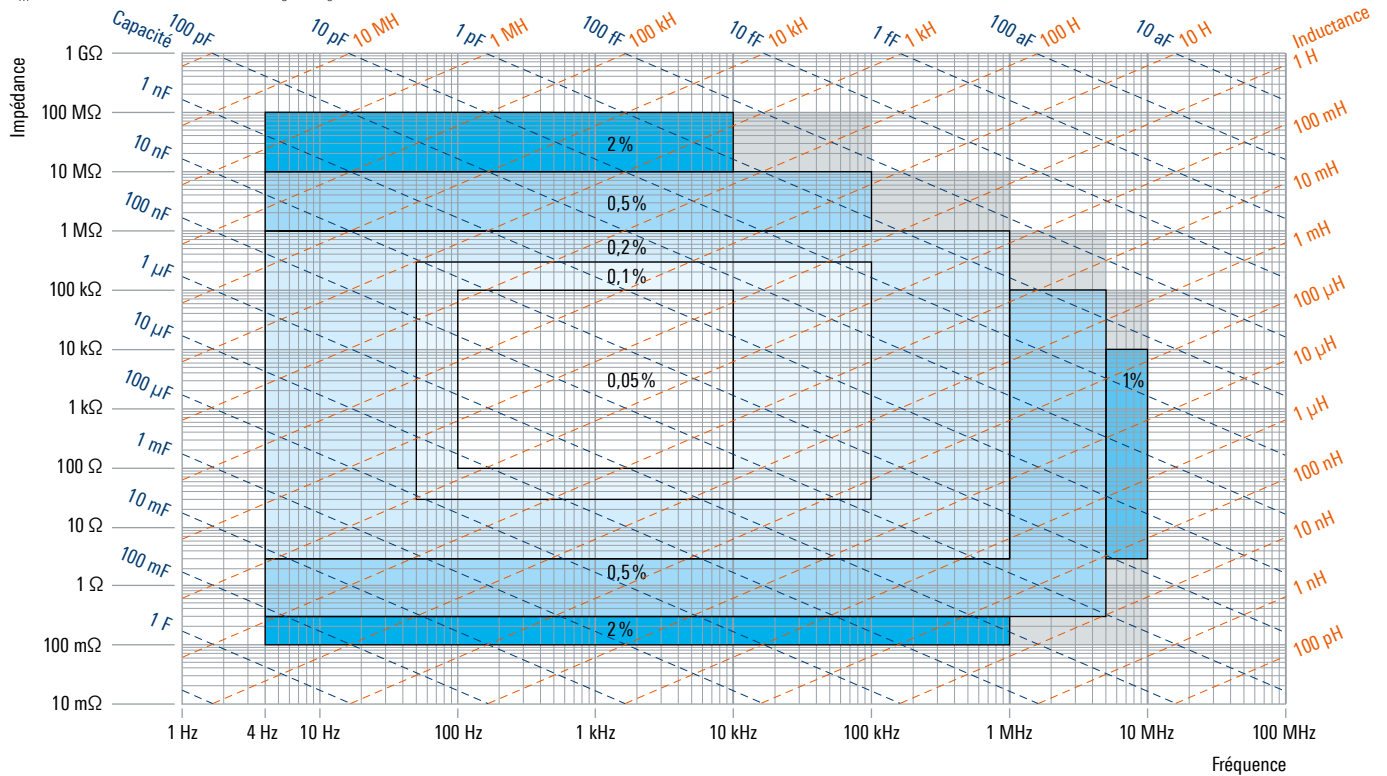 Capacité 100 pF 10 pF 10 MH 1 pF 1 MH 100 fF 100 kH 10 fF 10 kH 1 fF 1 kH 100 aF 100 H 10 aF 10 H Inductance
1 H
Impédance
1 GΩ
1 nF
100 MΩ
100 mH
2 %
10 nF
10 MΩ
10 mH
0,5 %
100 nF
1 MΩ
1 mH
0,2 %
0,1 %
1 µF
100 kΩ
100 µH
10 µF
10 kΩ
10 µH
0,05 %
1%
100 µF
1 kΩ
1 µH
1 mF
100 Ω
100 nH
10 mF
10 Ω
10 nH
0,5 %
100 mF
1 Ω
1 nH
1 F
2 %
100 mΩ
100 pH
10 mΩ
1 Hz 4 Hz 10 Hz 100 Hz 1 kHz 10 kHz 100 kHz 1 MHz 10 MHz 100 MHz
Fréquence